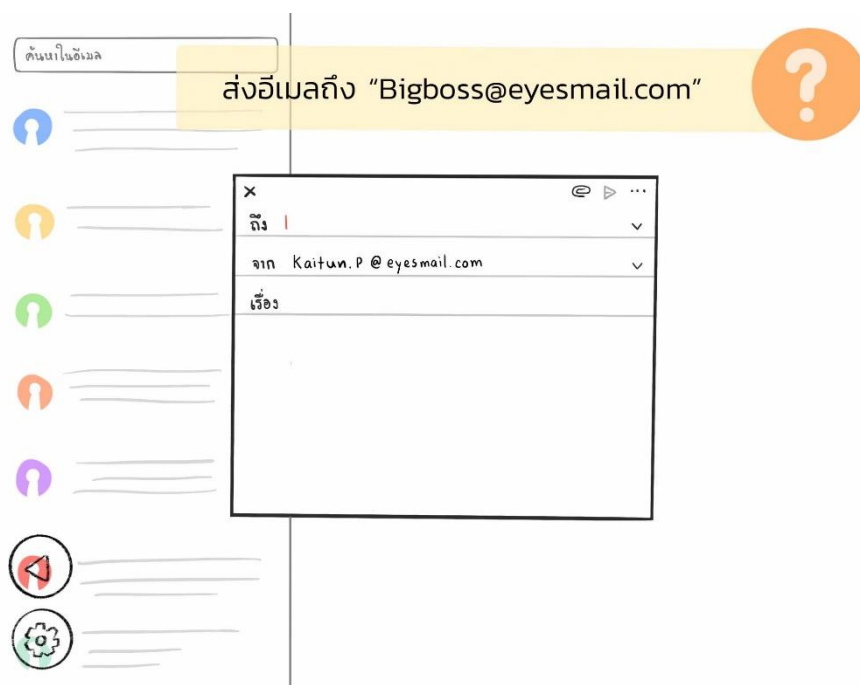 ค้นหาในอีเมล
ส่งอีเมลถึง “Bigboss@eyesmail.com”
?
ถึง
จาก Kaitun.P@eyesmail.com
เรื่อง